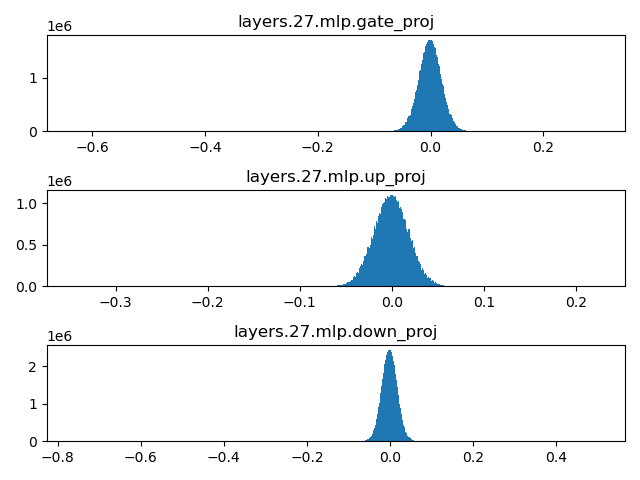 layers.27.mlp.gate_proj
1e6
1
0
−0.6 −0.4 −0.2 0.0 0.2
layers.27.mlp.up_proj
1e6
1.0
0.5
0.0
−0.3 −0.2 −0.1 0.0 0.1 0.2
layers.27.mlp.down_proj
1e6
2
1
0
−0.8 −0.6 −0.4 −0.2 0.0 0.2 0.4